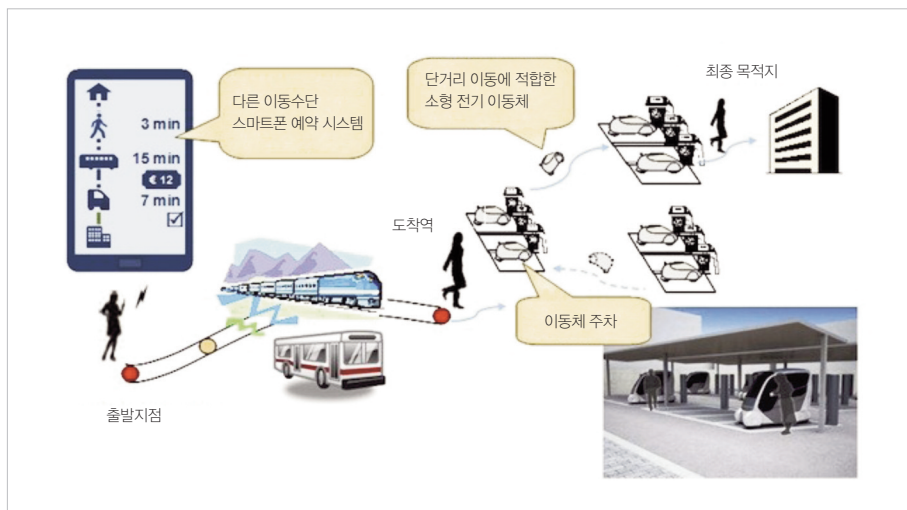 다른 이동수단
스마트폰 예약 시스템
3 min
15 min
€ 12
7 min
단거리 이동에 적합한
소형 전기 이동체
최종 목적지
도착역
이동체 주차
출발지점